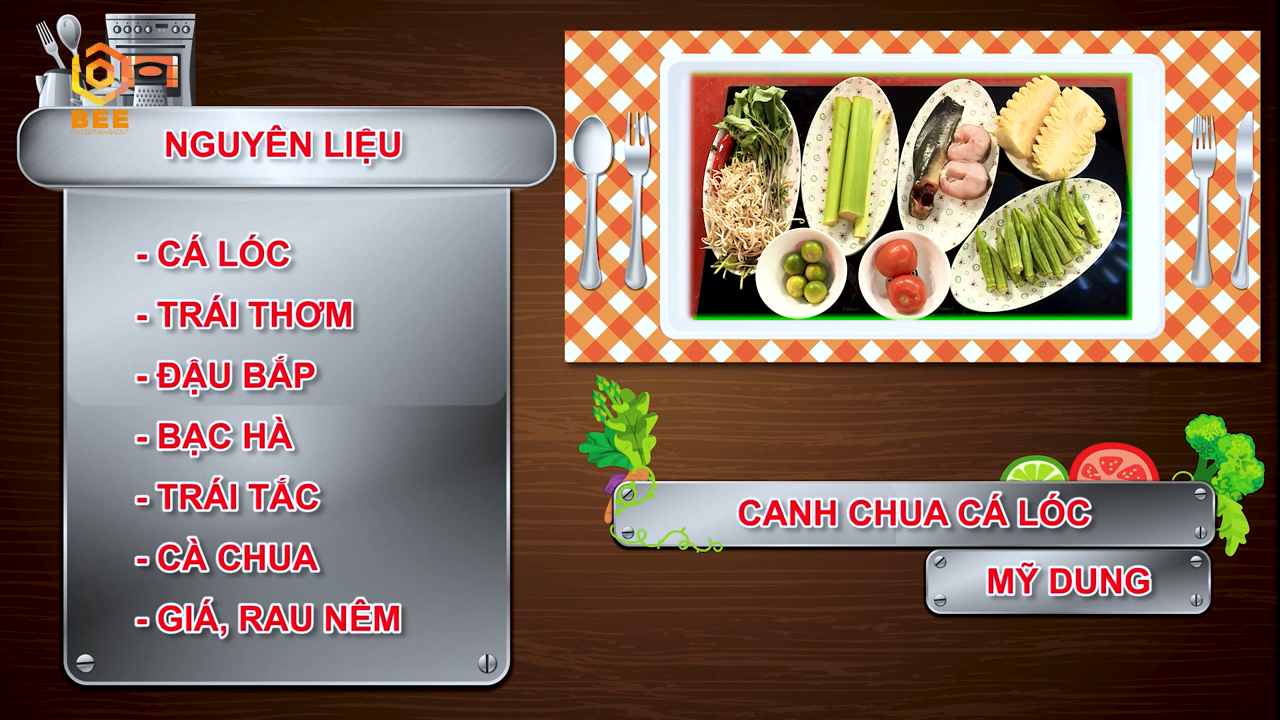 BEE
ENTERTAINMENT
NGUYÊN LIỆU
- CÁ LÓC
- TRÁI THƠM
- ĐẬU BẮP
- BẠC HÀ
- TRÁI TẮC
- CÀ CHUA
- GIÁ, RAU NÊM
CANH CHUA CÁ LÓC
MỸ DUNG